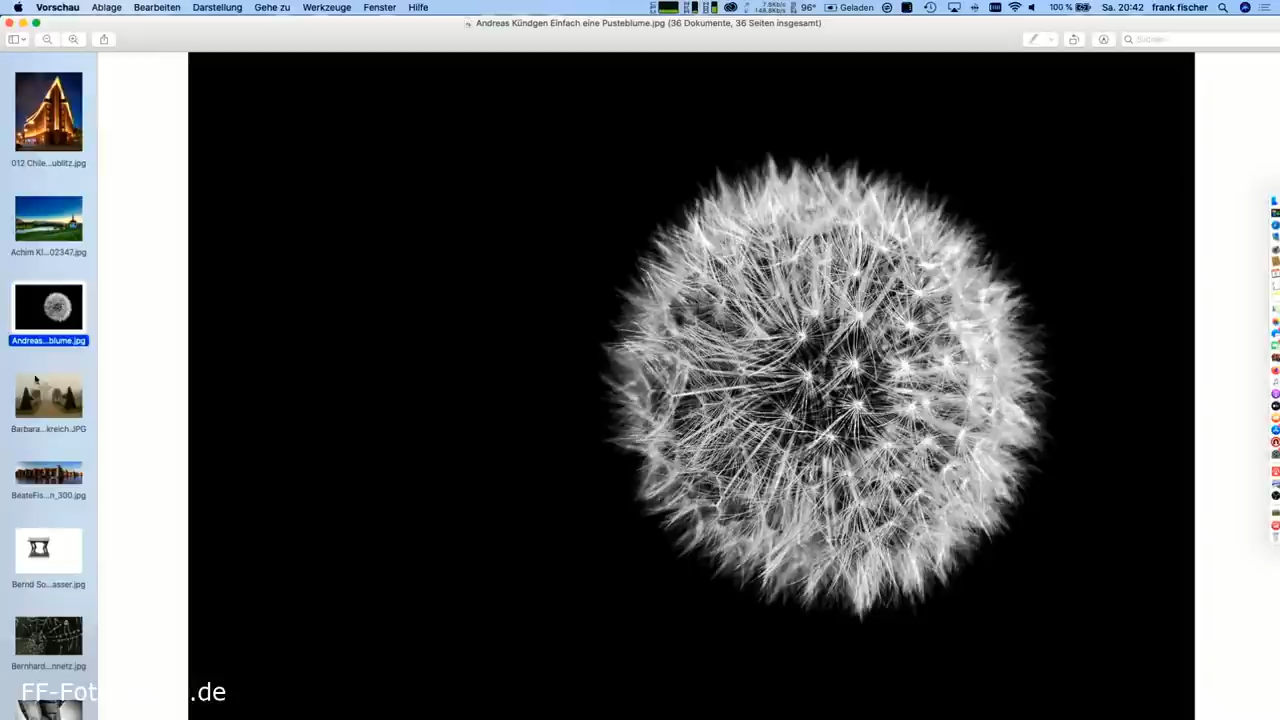 Vorschau Ablage Bearbeiten Darstellung Gehe zu Werkzeuge Fenster Hilfe 96° Geladen 100 % Sa. 20:42 frank fischer
Andreas Kündgen Einfach eine Pusteblume.jpg (36 Dokumente, 36 Seiten insgesamt)
Suchen
012 Chile...ublitz.jpg
Achim Kl...02347.jpg
Andreas...blume.jpg
Barbara...kreich.JPG
BeateFis...n_300.jpg
Bernd So...asser.jpg
Bernhard...nnetz.jpg